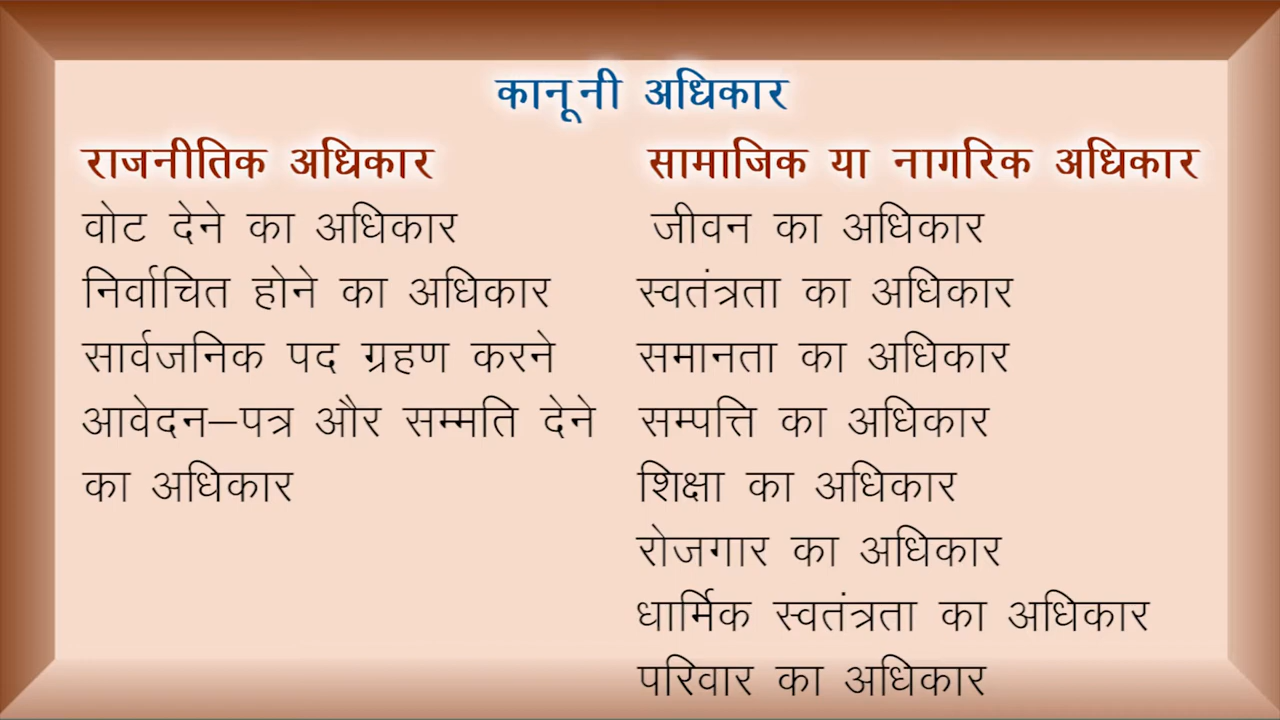 कानूनी अधिकार
राजनीतिक अधिकार
वोट देने का अधिकार
निर्वाचित होने का अधिकार
सार्वजनिक पद ग्रहण करने
आवेदन–पत्र और सम्मति देने
का अधिकार
सामाजिक या नागरिक अधिकार
जीवन का अधिकार
स्वतंत्रता का अधिकार
समानता का अधिकार
सम्पत्ति का अधिकार
शिक्षा का अधिकार
रोजगार का अधिकार
धार्मिक स्वतंत्रता का अधिकार
परिवार का अधिकार